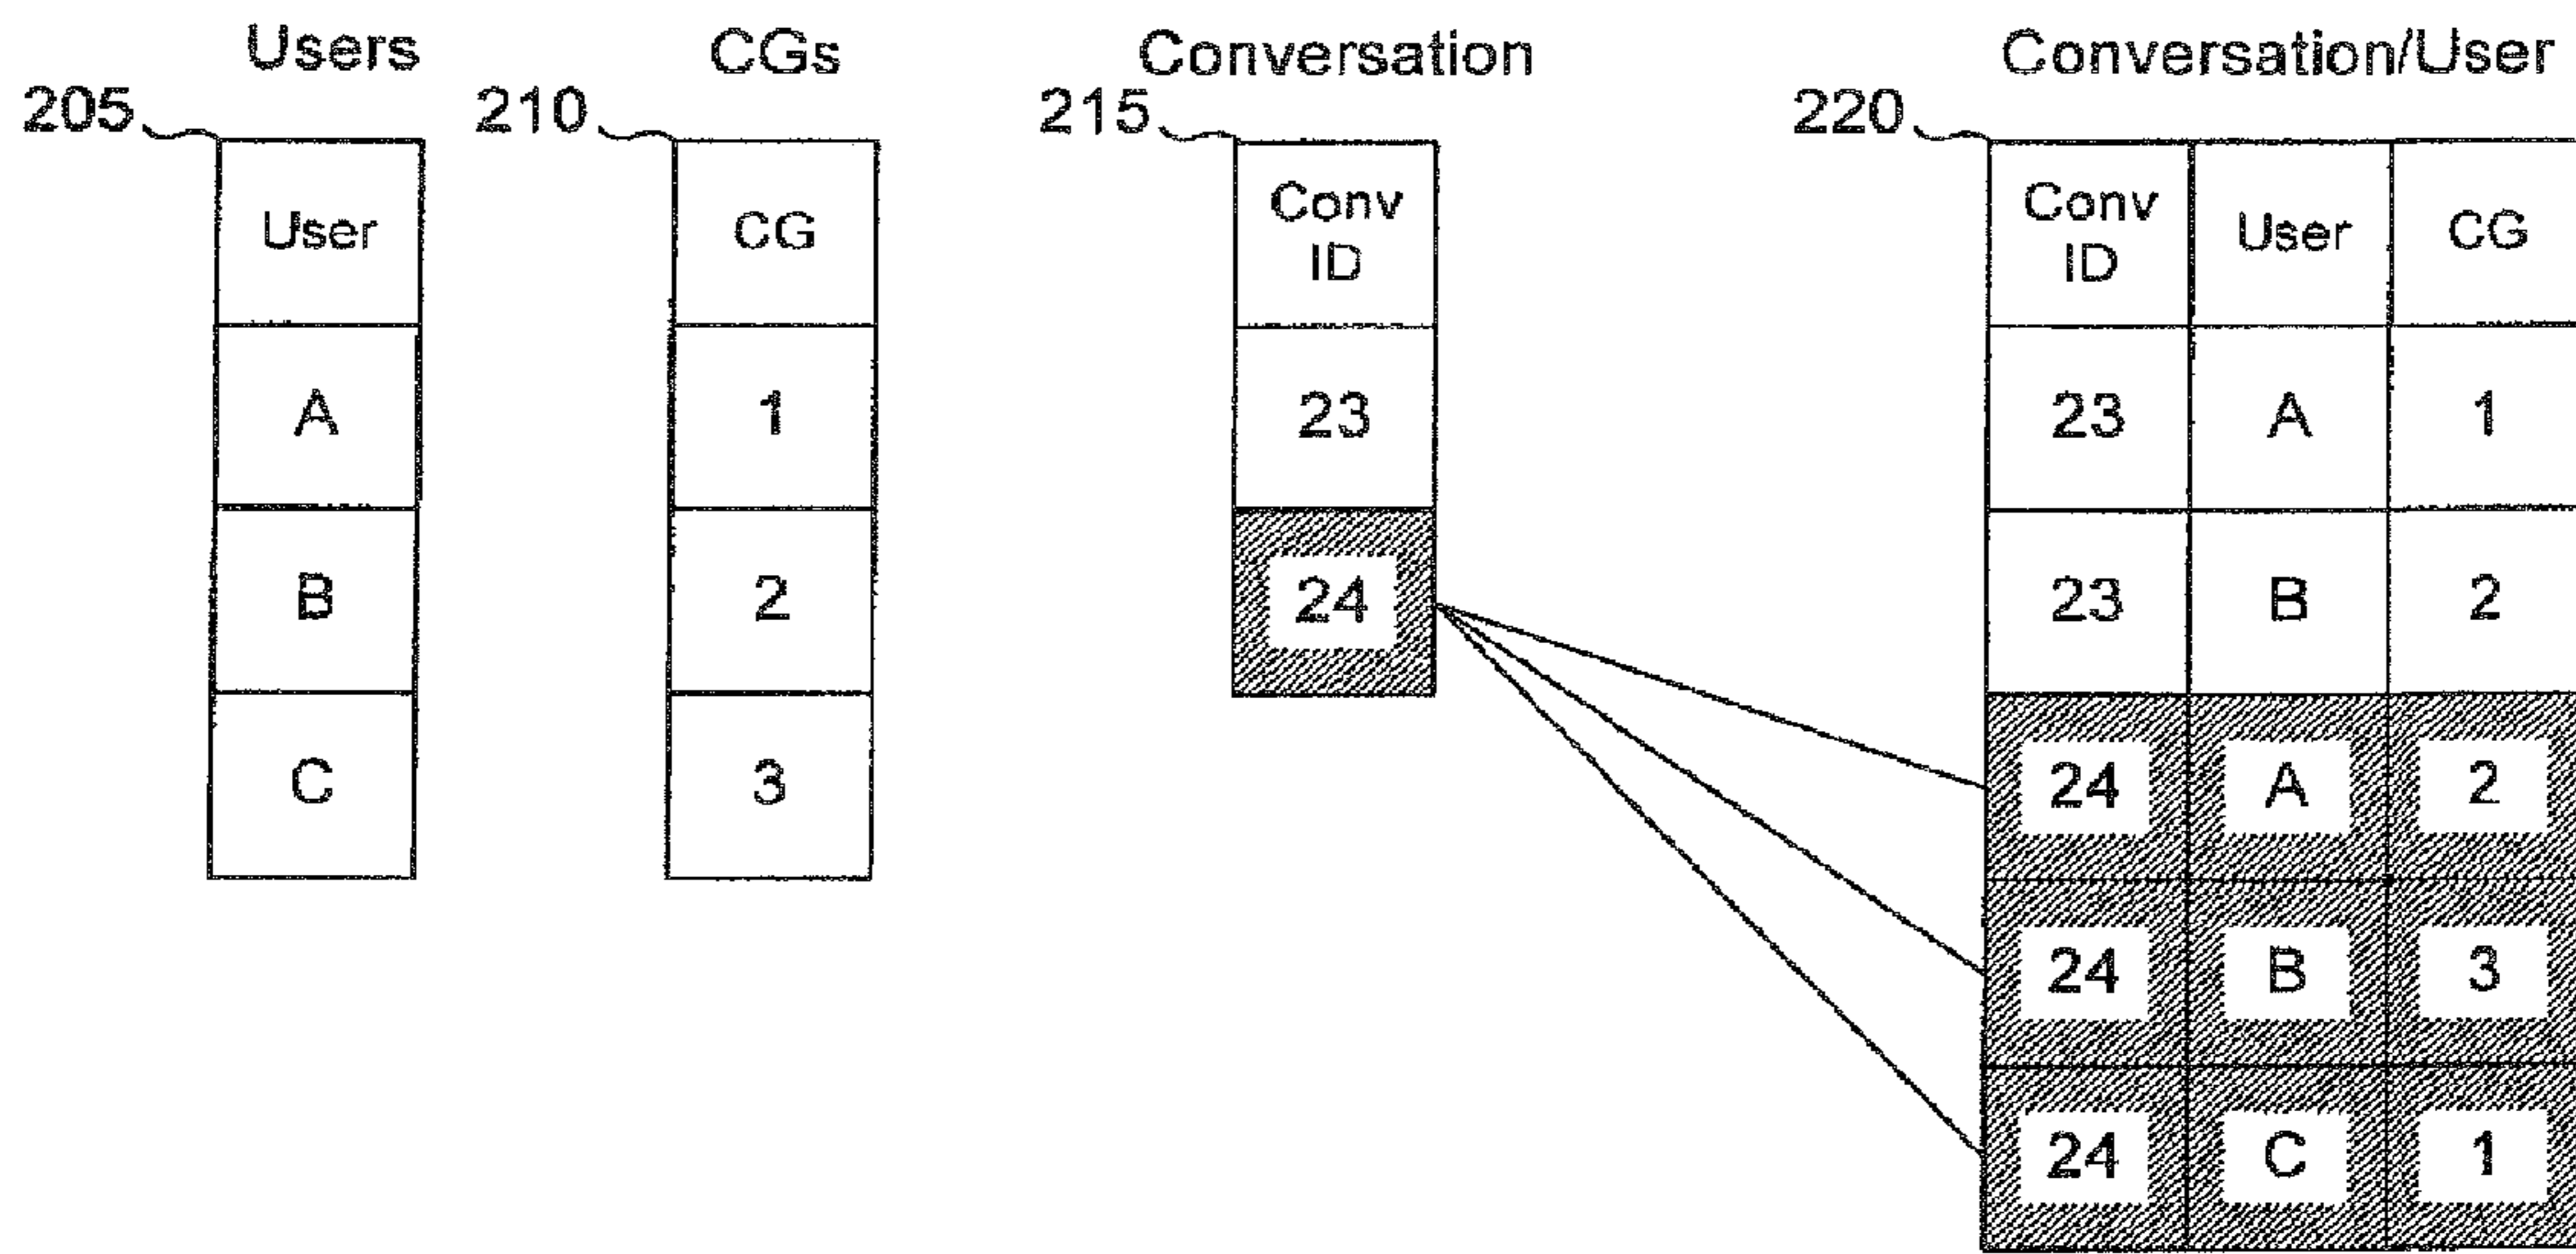 Users CGs Conversation Conversation/User
205 210 215 220
User CG Conv ID Conv ID User CG
A 1 23 23 A 1
B 2 24 23 B 2
C 3 24 A 2
24 B 3
24 C 1